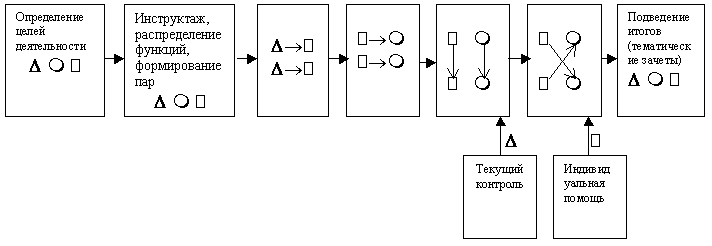 Определение
целей
деятельности
Инструктаж,
распределение
функций,
формирование
пар
Подведение
итогов
(тематическ
ие зачеты)
Текущий
контроль
Индивид
уальная
помощь